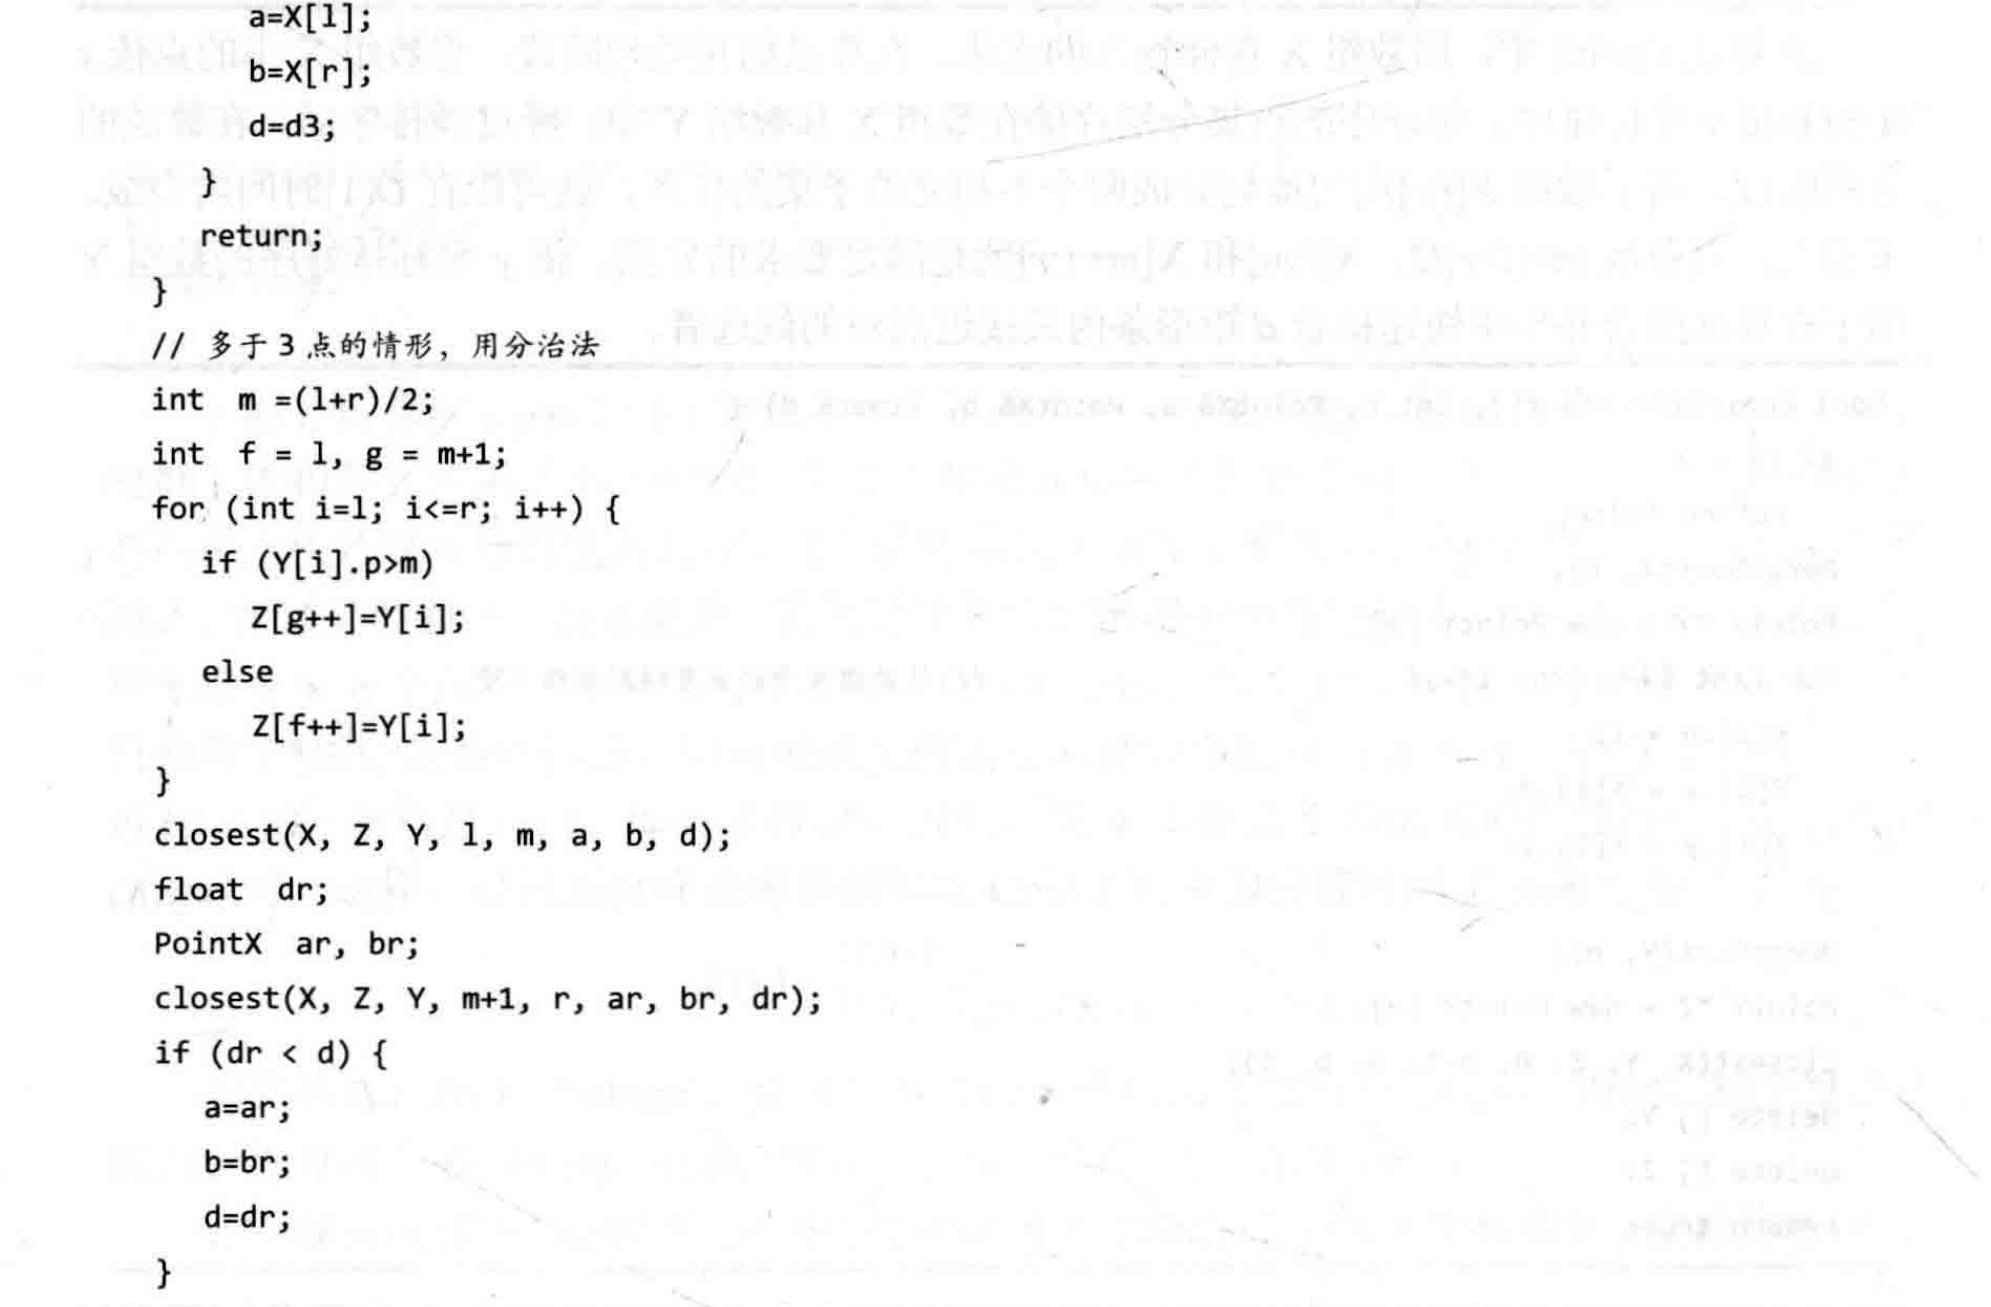 a=X[l];
b=X[r];
d=d3;
}
return;
}
// 多于3点的情形，用分治法
int m =(l+r)/2;
int f = l, g = m+1;
for (int i=l; i<=r; i++) {
if (Y[i].p>m)
Z[g++]=Y[i];
else
Z[f++]=Y[i];
}
closest(X, Z, Y, l, m, a, b, d);
float dr;
PointX ar, br;
closest(X, Z, Y, m+1, r, ar, br, dr);
if (dr < d) {
a=ar;
b=br;
d=dr;
}